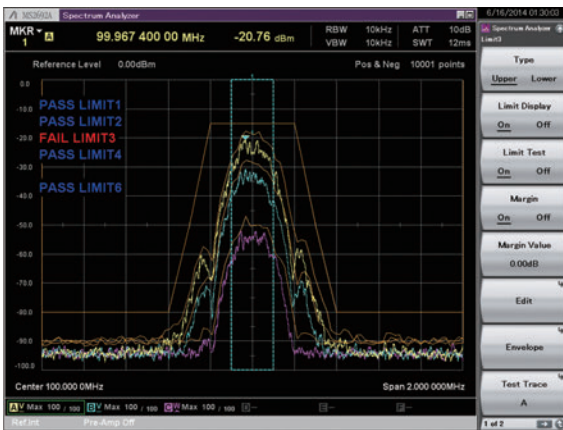 MS2692A Spectrum Analyzer
6/16/2014 01:30:03
MKR 1 A 99.967 400 00 MHz -20.76 dBm RBW 10kHz ATT 10dB
VBW 10kHz SWT 12ms
Reference Level 0.00dBm Pos & Neg 10001 points
0.0
-10.0
-20.0
-30.0
-40.0
-50.0
-60.0
-70.0
-80.0
-90.0
-100.0
PASS LIMIT1
PASS LIMIT2
FAIL LIMIT3
PASS LIMIT4
PASS LIMIT6
Center 100.000 0MHz Span 2.000 000MHz
A V Max 100 / 100 B V Max 100 / 100 C W Max 100 / 100
Ref.Int Pre-Amp Off
Spectrum Analyzer
Limit3
Type
Upper Lower
Limit Display
On Off
Limit Test
On Off
Margin
On Off
Margin Value
0.00dB
Edit
Envelope
Test Trace
A
1 of 2